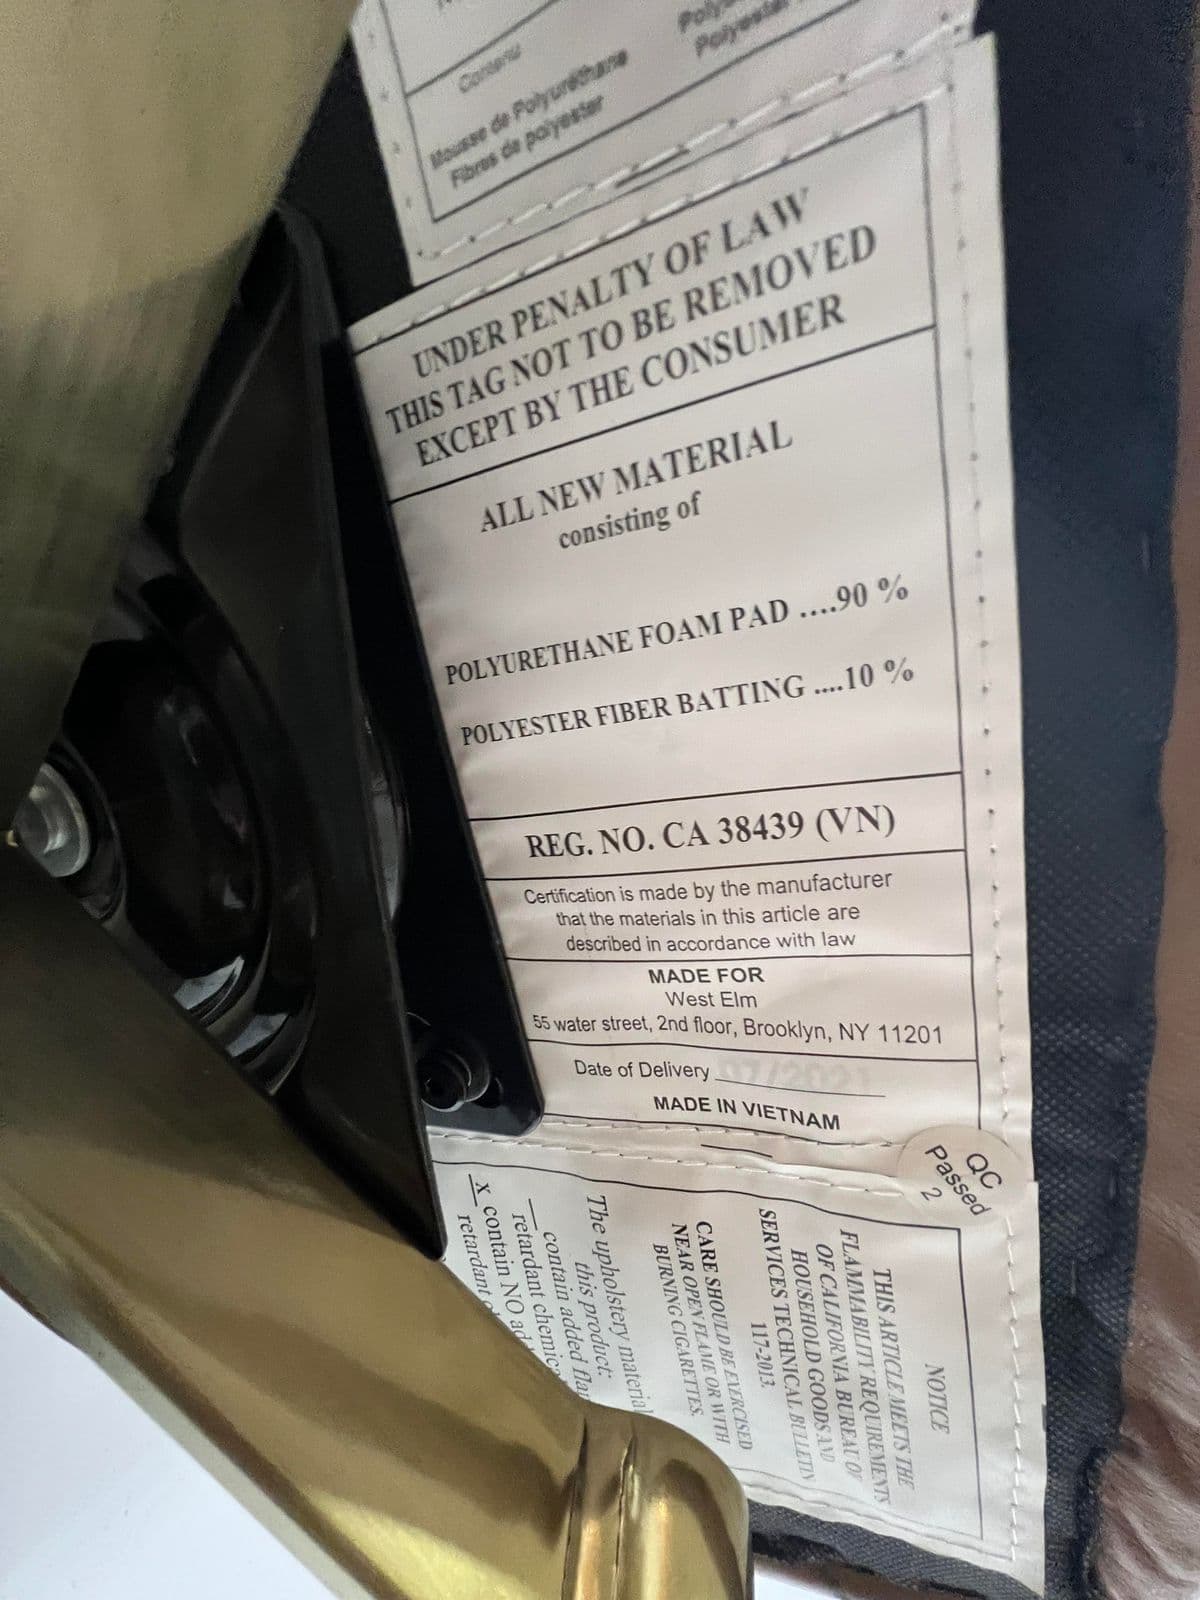 Contenu
Mousse de Polyuréthane
Fibres de polyester
UNDER PENALTY OF LAW
THIS TAG NOT TO BE REMOVED
EXCEPT BY THE CONSUMER
ALL NEW MATERIAL
consisting of
POLYURETHANE FOAM PAD ....90 %
POLYESTER FIBER BATTING ....10 %
REG. NO. CA 38439 (VN)
Certification is made by the manufacturer
that the materials in this article are
described in accordance with law
MADE FOR
West Elm
55 water street, 2nd floor, Brooklyn, NY 11201
Date of Delivery 07/2021
MADE IN VIETNAM
QC
Passed
2
NOTICE
THIS ARTICLE MEETS THE
FLAMMABILITY REQUIREMENTS
OF CALIFORNIA BUREAU OF
HOUSEHOLD GOODS AND
SERVICES TECHNICAL BULLETIN
117-2013.
CARE SHOULD BE EXERCISED
NEAR OPEN FLAME OR WITH
BURNING CIGARETTES.
The upholstery material
this product:
contain added
retardant
X contain NO
retardant